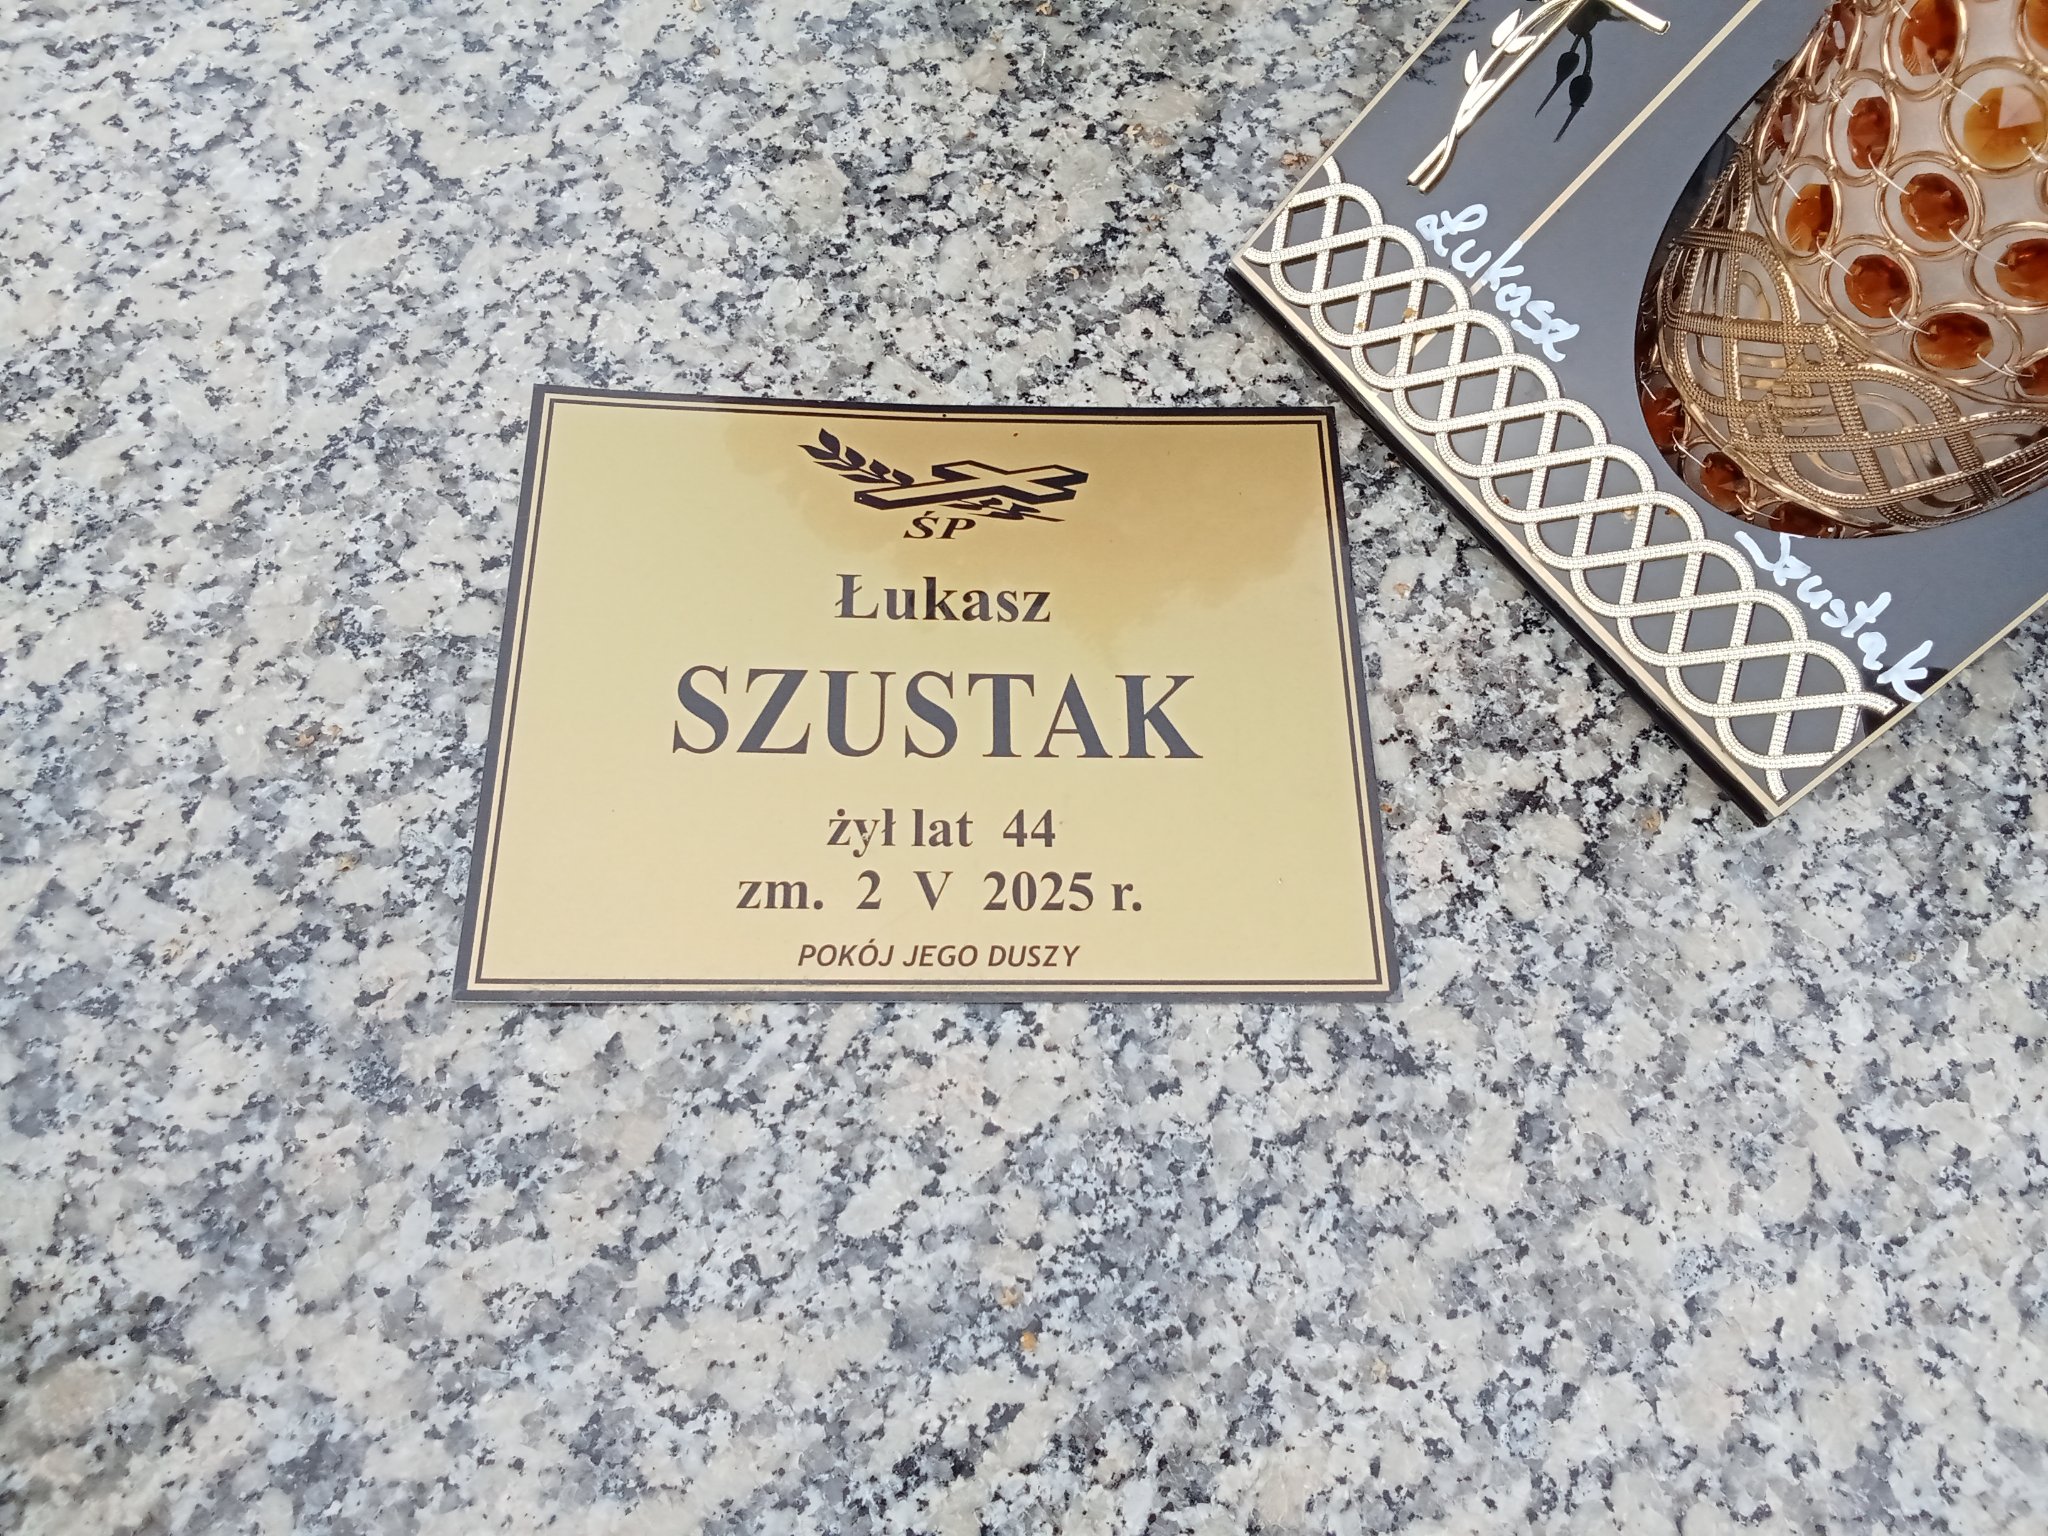 ŚP
Łukasz
SZUSTAK
żył lat 44
zm. 2 V 2025 r.
POKÓJ JEGO DUSZY
Łukasz
Szustak